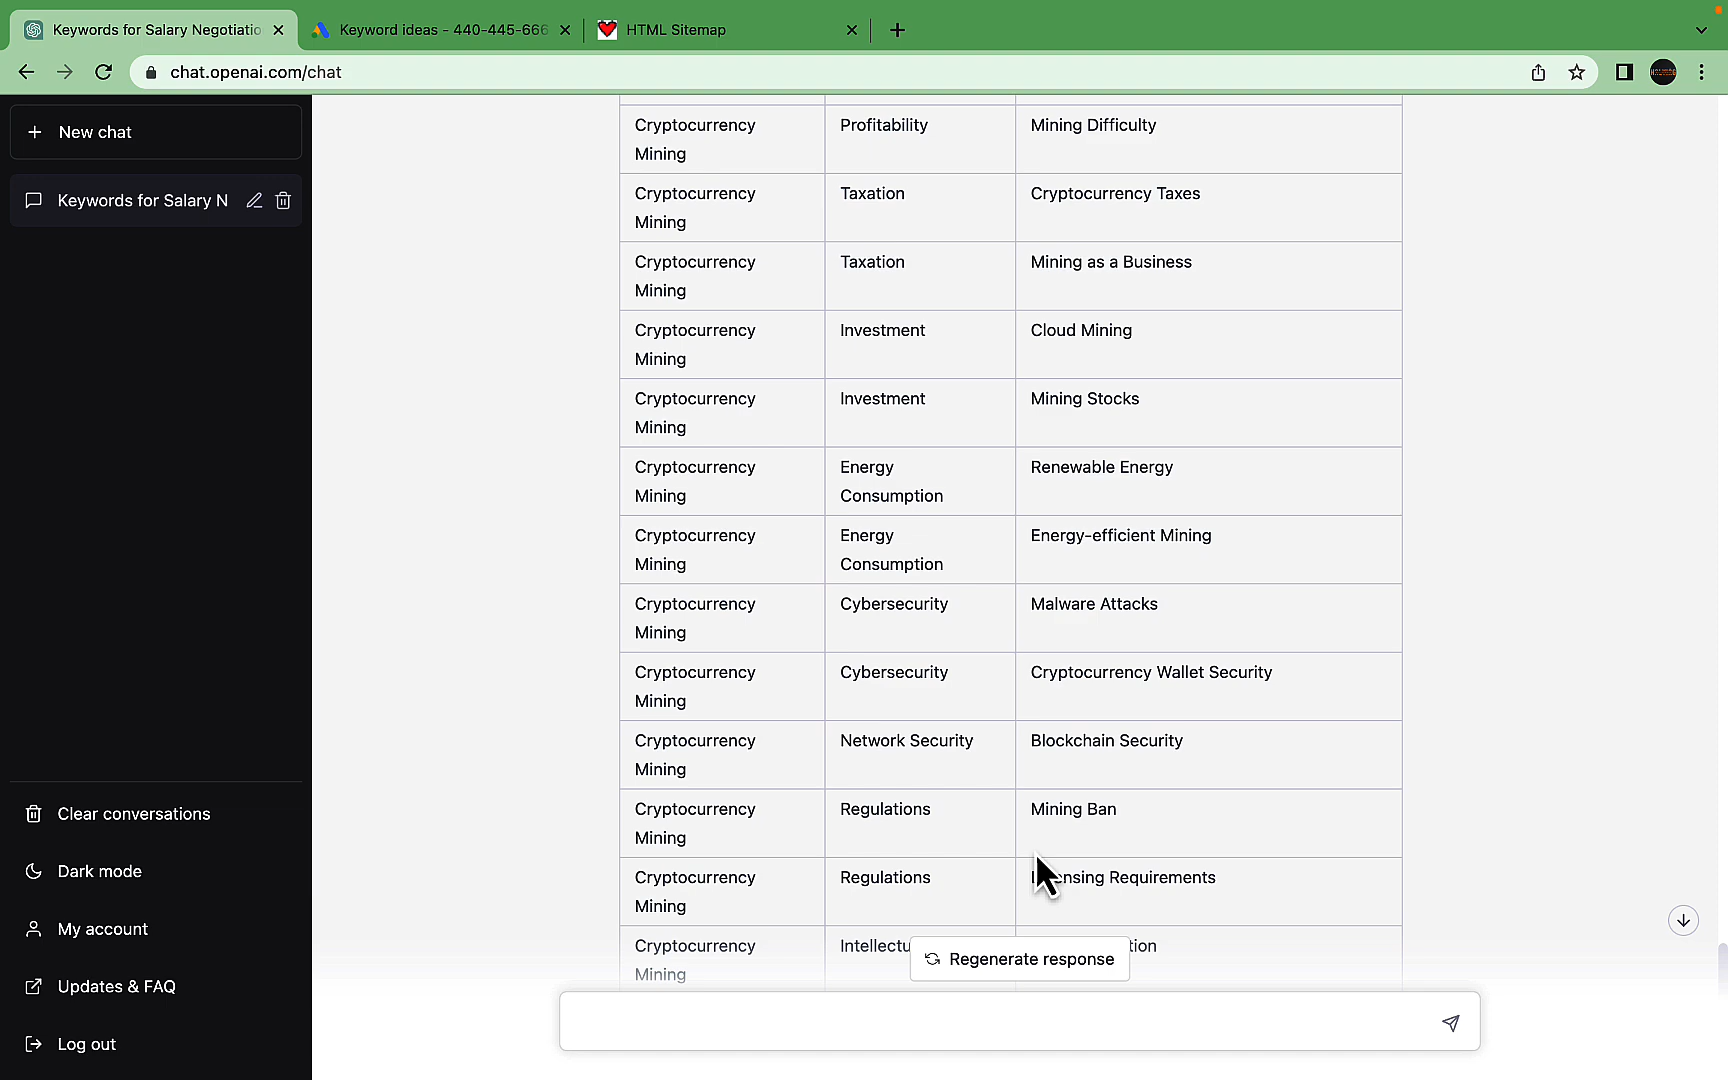 Keywords for Salary Negotiatio
Keyword ideas - 440-445-666
HTML Sitemap
chat.openai.com/chat
New chat
Keywords for Salary N
Clear conversations
Dark mode
My account
Updates & FAQ
Log out
Cryptocurrency Profitability Mining Difficulty
Mining
Cryptocurrency Taxation Cryptocurrency Taxes
Mining
Cryptocurrency Taxation Mining as a Business
Mining
Cryptocurrency Investment Cloud Mining
Mining
Cryptocurrency Investment Mining Stocks
Mining
Cryptocurrency Energy Renewable Energy
Mining Consumption
Cryptocurrency Energy Energy-efficient Mining
Mining Consumption
Cryptocurrency Cybersecurity Malware Attacks
Mining
Cryptocurrency Cybersecurity Cryptocurrency Wallet Security
Mining
Cryptocurrency Network Security Blockchain Security
Mining
Cryptocurrency Regulations Mining Ban
Mining
Cryptocurrency Regulations Requirements
Mining
Cryptocurrency Intellectu tion
Mining
Regenerate response